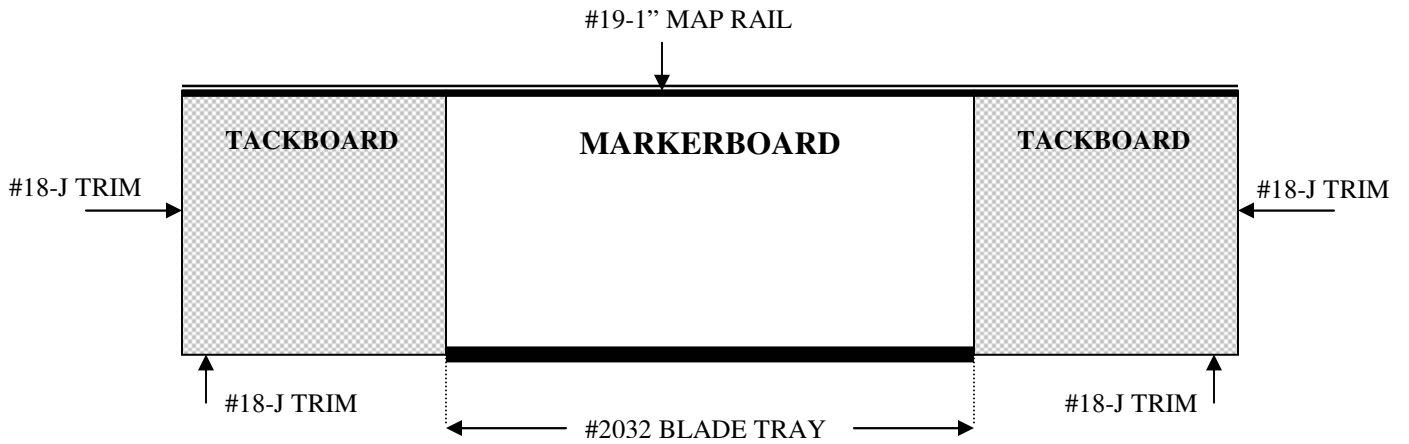 #19-1” MAP RAIL
TACKBOARD
MARKERBOARD
TACKBOARD
#18-J TRIM
#18-J TRIM
#18-J TRIM
#18-J TRIM
#2032 BLADE TRAY